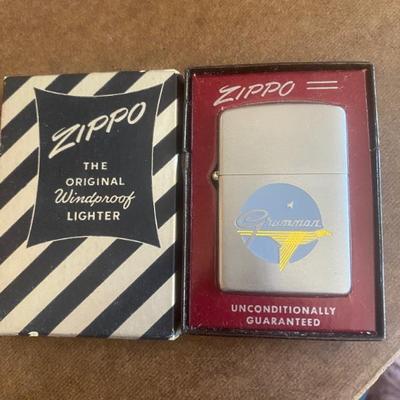 ZIPPO
THE
ORIGINAL
Windproof
LIGHTER
ZIPPO
Grumman
UNCONDITIONALLY
GUARANTEED